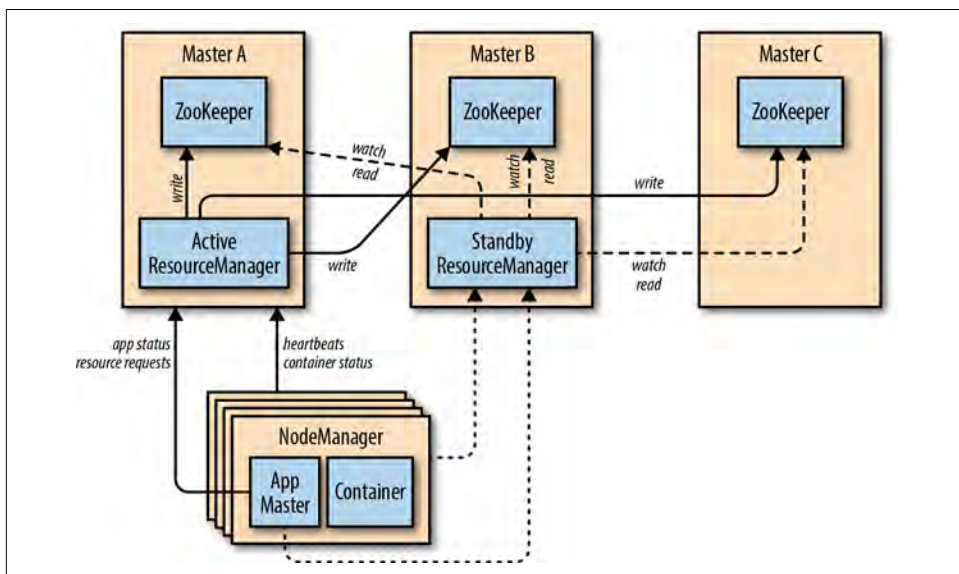 Master A
Master B
Master C
ZooKeeper
ZooKeeper
ZooKeeper
watch
read
write
watch
read
write
Active
ResourceManager
write
Standby
ResourceManager
watch
read
app status
resource requests
heartbeats
container status
NodeManager
App
Master
Container